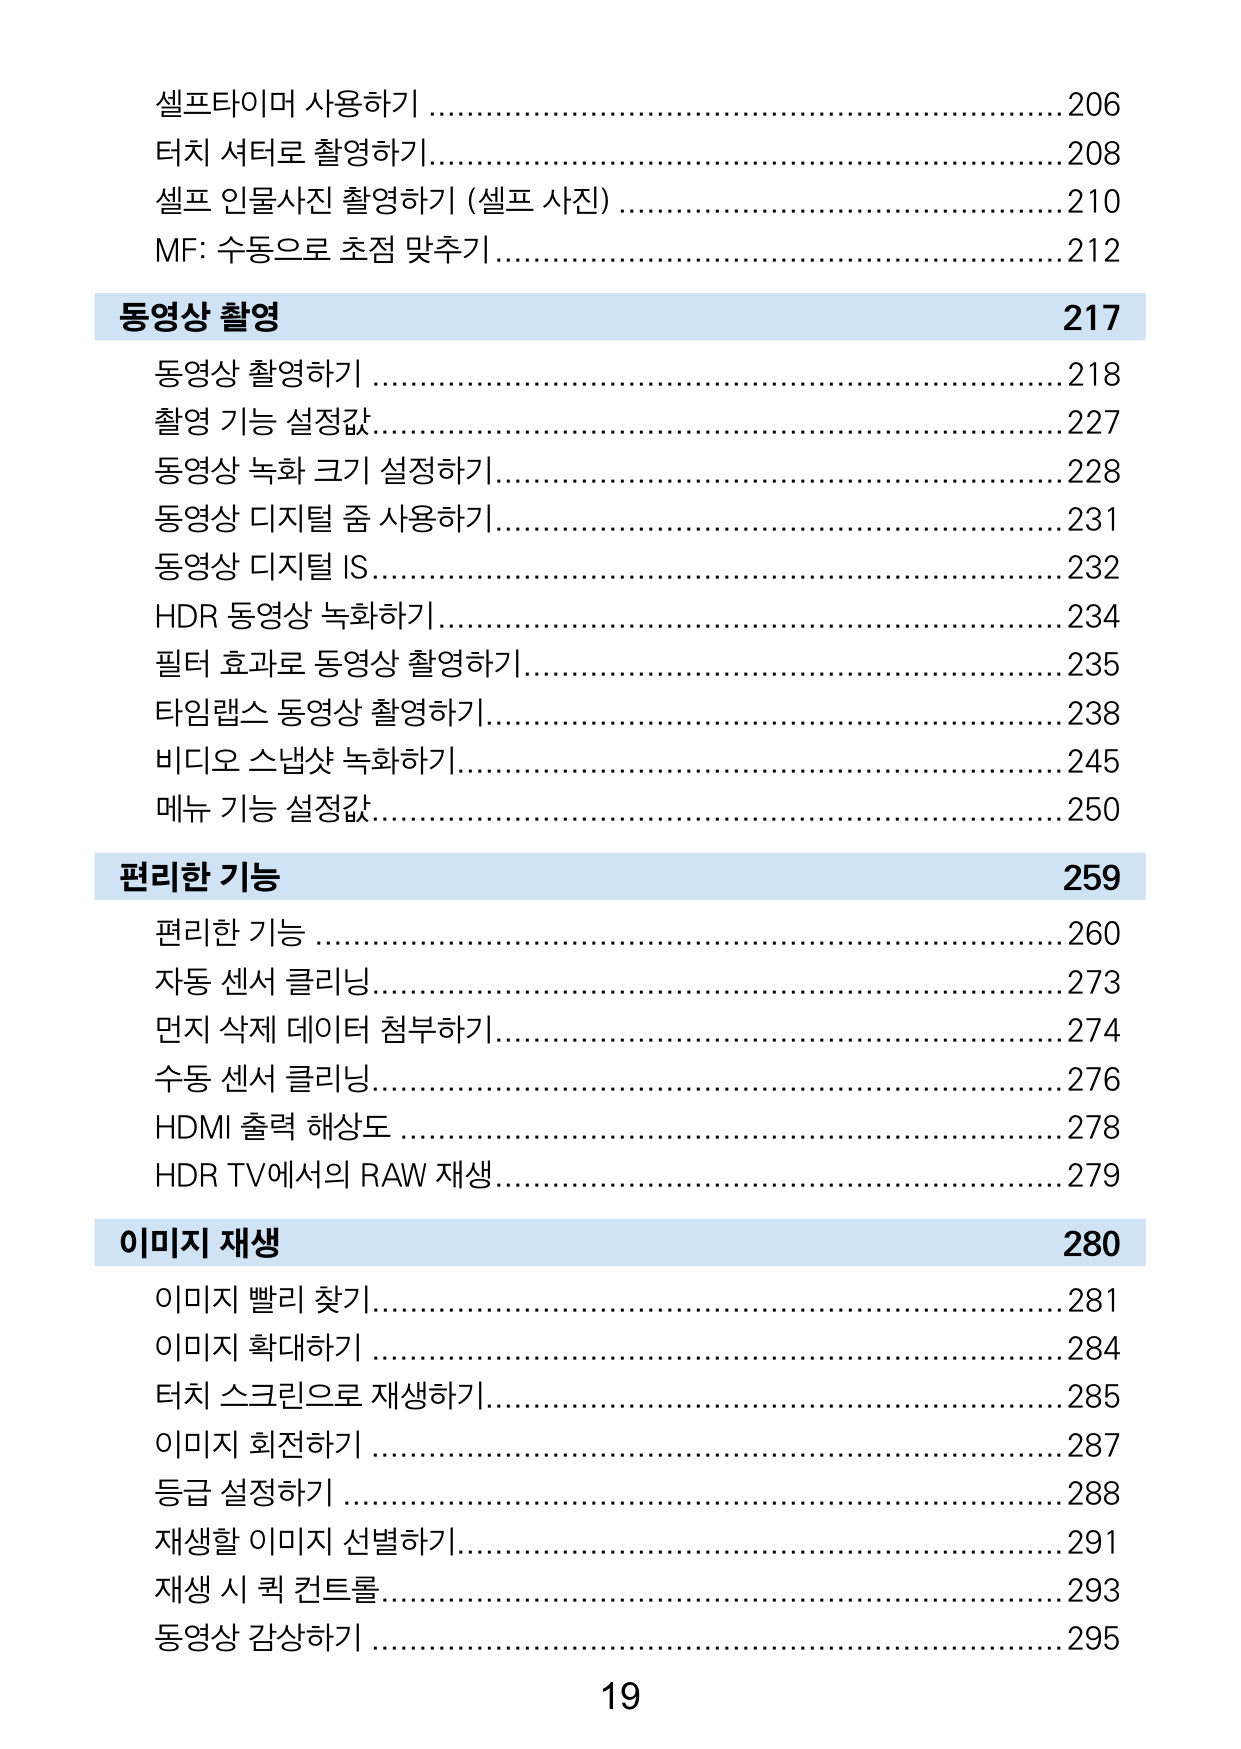 셀프타이머 사용하기 ........ 206
터치 셔터로 촬영하기........ 208
셀프 인물사진 촬영하기 (셀프 사진) ........ 210
MF: 수동으로 초점 맞추기........ 212
동영상 촬영 217
동영상 촬영하기 ........ 218
촬영 기능 설정값........ 227
동영상 녹화 크기 설정하기........ 228
동영상 디지털 줌 사용하기........ 231
동영상 디지털 IS........ 232
HDR 동영상 녹화하기........ 234
필터 효과로 동영상 촬영하기........ 235
타임랩스 동영상 촬영하기........ 238
비디오 스냅샷 녹화하기........ 245
메뉴 기능 설정값........ 250
편리한 기능 259
편리한 기능 ........ 260
자동 센서 클리닝........ 273
먼지 삭제 데이터 첨부하기........ 274
수동 센서 클리닝........ 276
HDMI 출력 해상도 ........ 278
HDR TV에서의 RAW 재생........ 279
이미지 재생 280
이미지 빨리 찾기........ 281
이미지 확대하기 ........ 284
터치 스크린으로 재생하기........ 285
이미지 회전하기 ........ 287
등급 설정하기 ........ 288
재생할 이미지 선별하기........ 291
재생 시 퀵 컨트롤........ 293
동영상 감상하기 ........ 295
19